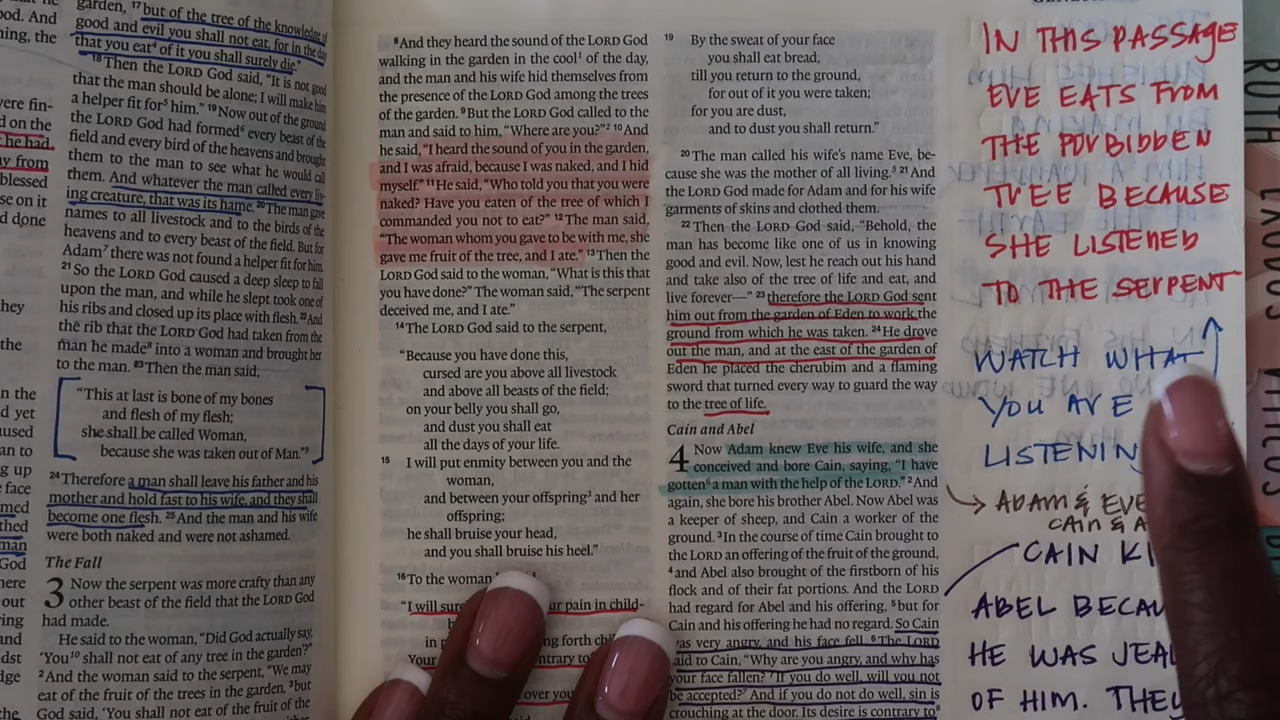 garden, 17 but of the tree of the knowledge of
good and evil you shall not eat, for in the day
that you eat4 of it you shall surely die."
18 Then the LORD God said, "It is not good
that the man should be alone; I will make him
a helper fit for5 him." 19 Now out of the ground
the LORD God had formed6 every beast of the
field and every bird of the heavens and brought
them to the man to see what he would call
them. And whatever the man called every liv-
ing creature, that was its name. 20 The man gave
names to all livestock and to the birds of the
heavens and to every beast of the field. But for
Adam7 there was not found a helper fit for him.
21 So the LORD God caused a deep sleep to fall
upon the man, and while he slept took one of
his ribs and closed up its place with flesh. 22 And
the rib that the LORD God had taken from the
man he made8 into a woman and brought her
to the man. 23 Then the man said,
"This at last is bone of my bones
and flesh of my flesh;
she shall be called Woman,
because she was taken out of Man."9
24 Therefore a man shall leave his father and his
mother and hold fast to his wife, and they shall
become one flesh. 25 And the man and his wife
were both naked and were not ashamed.
The Fall
3 Now the serpent was more crafty than any
other beast of the field that the LORD God
had made.
He said to the woman, "Did God actually say,
'You10 shall not eat of any tree in the garden'?"
2 And the woman said to the serpent, "We may
eat of the fruit of the trees in the garden, 3 but
God said, 'You shall not eat of the fruit of the
8 And they heard the sound of the LORD God
walking in the garden in the cool1 of the day,
and the man and his wife hid themselves from
the presence of the LORD God among the trees
of the garden. 9 But the LORD God called to the
man and said to him, "Where are you?"2 10 And
he said, "I heard the sound of you in the garden,
and I was afraid, because I was naked, and I hid
myself." 11 He said, "Who told you that you were
naked? Have you eaten of the tree of which I
commanded you not to eat?" 12 The man said,
"The woman whom you gave to be with me, she
gave me fruit of the tree, and I ate." 13 Then the
LORD God said to the woman, "What is this that
you have done?" The woman said, "The serpent
deceived me, and I ate."
14 The LORD God said to the serpent,
"Because you have done this,
cursed are you above all livestock
and above all beasts of the field;
on your belly you shall go,
and dust you shall eat
all the days of your life.
15 I will put enmity between you and the
woman,
and between your offspring3 and her
offspring;
he shall bruise your head,
and you shall bruise his heel."
16 To the woman
"I will pain in child-
forth
Your
over you
19 By the sweat of your face
you shall eat bread,
till you return to the ground,
for out of it you were taken;
for you are dust,
and to dust you shall return."
20 The man called his wife's name Eve, be-
cause she was the mother of all living.5 21 And
the LORD God made for Adam and for his wife
garments of skins and clothed them.
22 Then the LORD God said, "Behold, the
man has become like one of us in knowing
good and evil. Now, lest he reach out his hand
and take also of the tree of life and eat, and
live forever—" 23 therefore the LORD God sent
him out from the garden of Eden to work the
ground from which he was taken. 24 He drove
out the man, and at the east of the garden of
Eden he placed the cherubim and a flaming
sword that turned every way to guard the way
to the tree of life.
Cain and Abel
4 Now Adam knew Eve his wife, and she
conceived and bore Cain, saying, "I have
gotten6 a man with the help of the LORD." 2 And
again, she bore his brother Abel. Now Abel was
a keeper of sheep, and Cain a worker of the
ground. 3 In the course of time Cain brought to
the LORD an offering of the fruit of the ground,
4 and Abel also brought of the firstborn of his
flock and of their fat portions. And the LORD
had regard for Abel and his offering, 5 but for
Cain and his offering he had no regard. So Cain
was very angry, and his face fell. 6 The LORD
said to Cain, "Why are you angry, and why has
your face fallen? 7 If you do well, will you not
be accepted? And if you do not do well, sin is
crouching at the door. Its desire is contrary to8
IN THIS PASSAGE
EVE EATS FROM
THE FORBIDDEN
TREE BECAUSE
SHE LISTENED
TO THE SERPENT
WATCH WHAT
YOU ARE
LISTENIN
ADAM & EVE
CAIN & A
CAIN KI
ABEL BECAU
HE WAS JEAL
OF HIM. THEY
RUTH
EXODUS